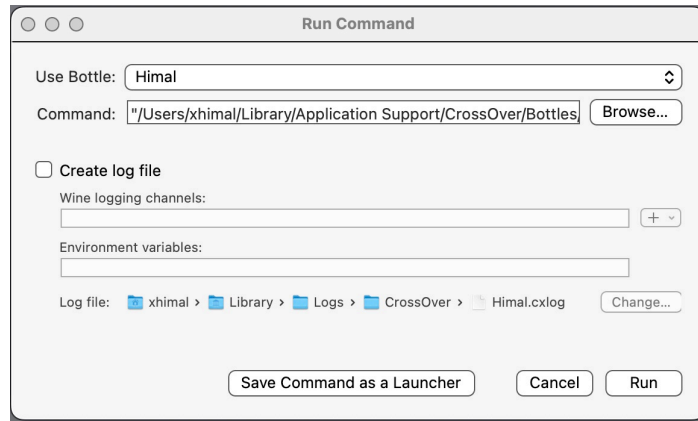 Run Command
Use Bottle: Himal
Command: "/Users/xhimal/Library/Application Support/CrossOver/Bottles, Browse...
Create log file
Wine logging channels:
+
Environment variables:
Log file: xhimal › Library › Logs › CrossOver › Himal.cxlog Change...
Save Command as a Launcher Cancel Run